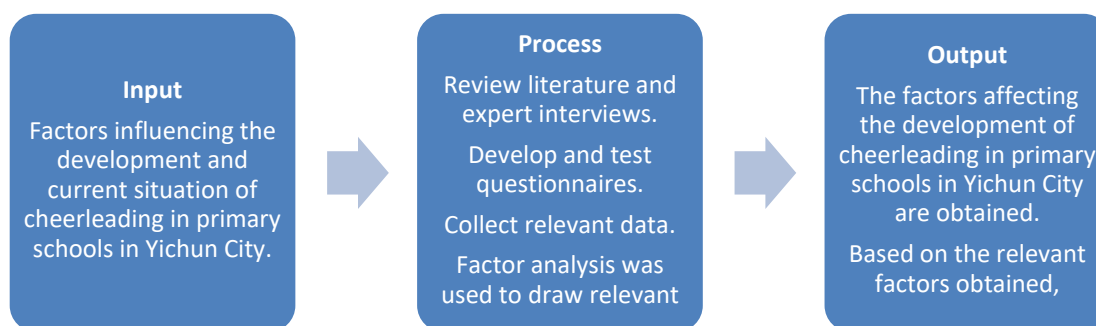 Input
Factors influencing the
development and
current situation of
cheerleading in primary
schools in Yichun City.
Process
Review literature and
expert interviews.
Develop and test
questionnaires.
Collect relevant data.
Factor analysis was
used to draw relevant
Output
The factors affecting
the development of
cheerleading in primary
schools in Yichun City
are obtained.
Based on the relevant
factors obtained,